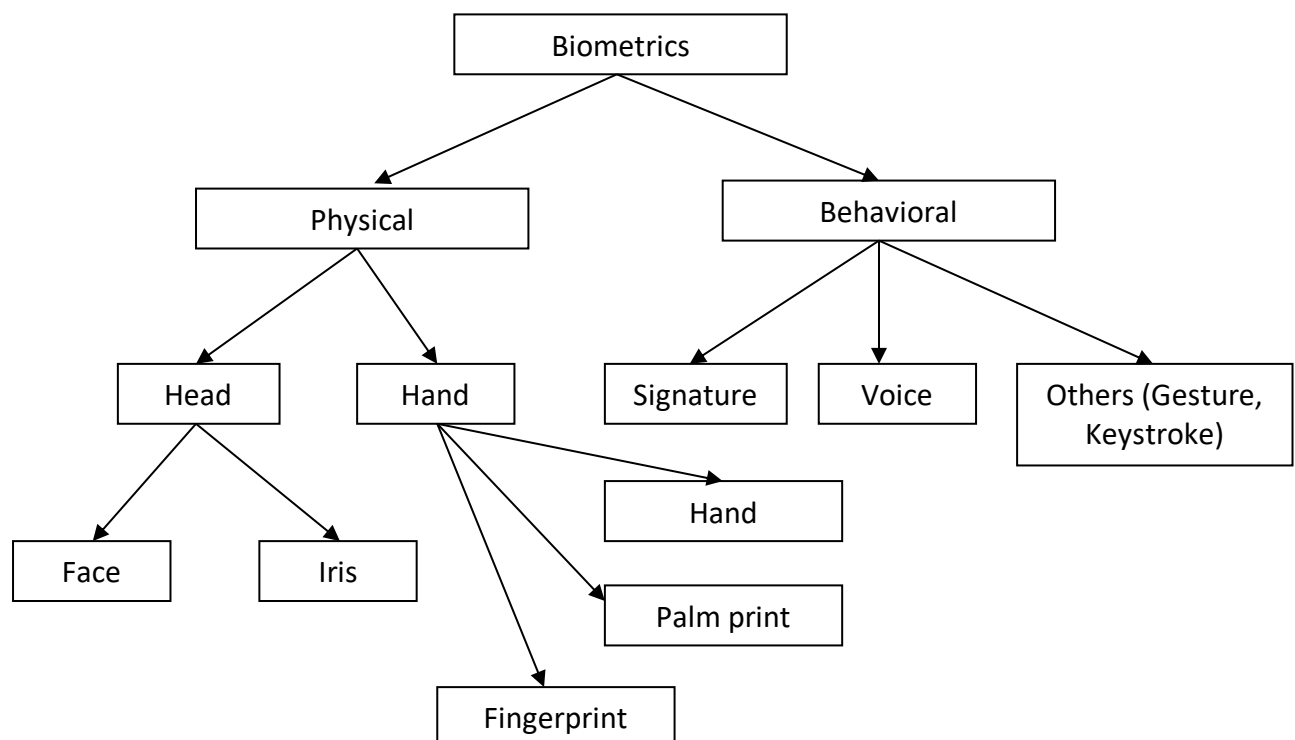 Biometrics
Physical
Behavioral
Head
Hand
Signature
Voice
Others (Gesture,
Keystroke)
Hand
Face
Iris
Palm print
Fingerprint